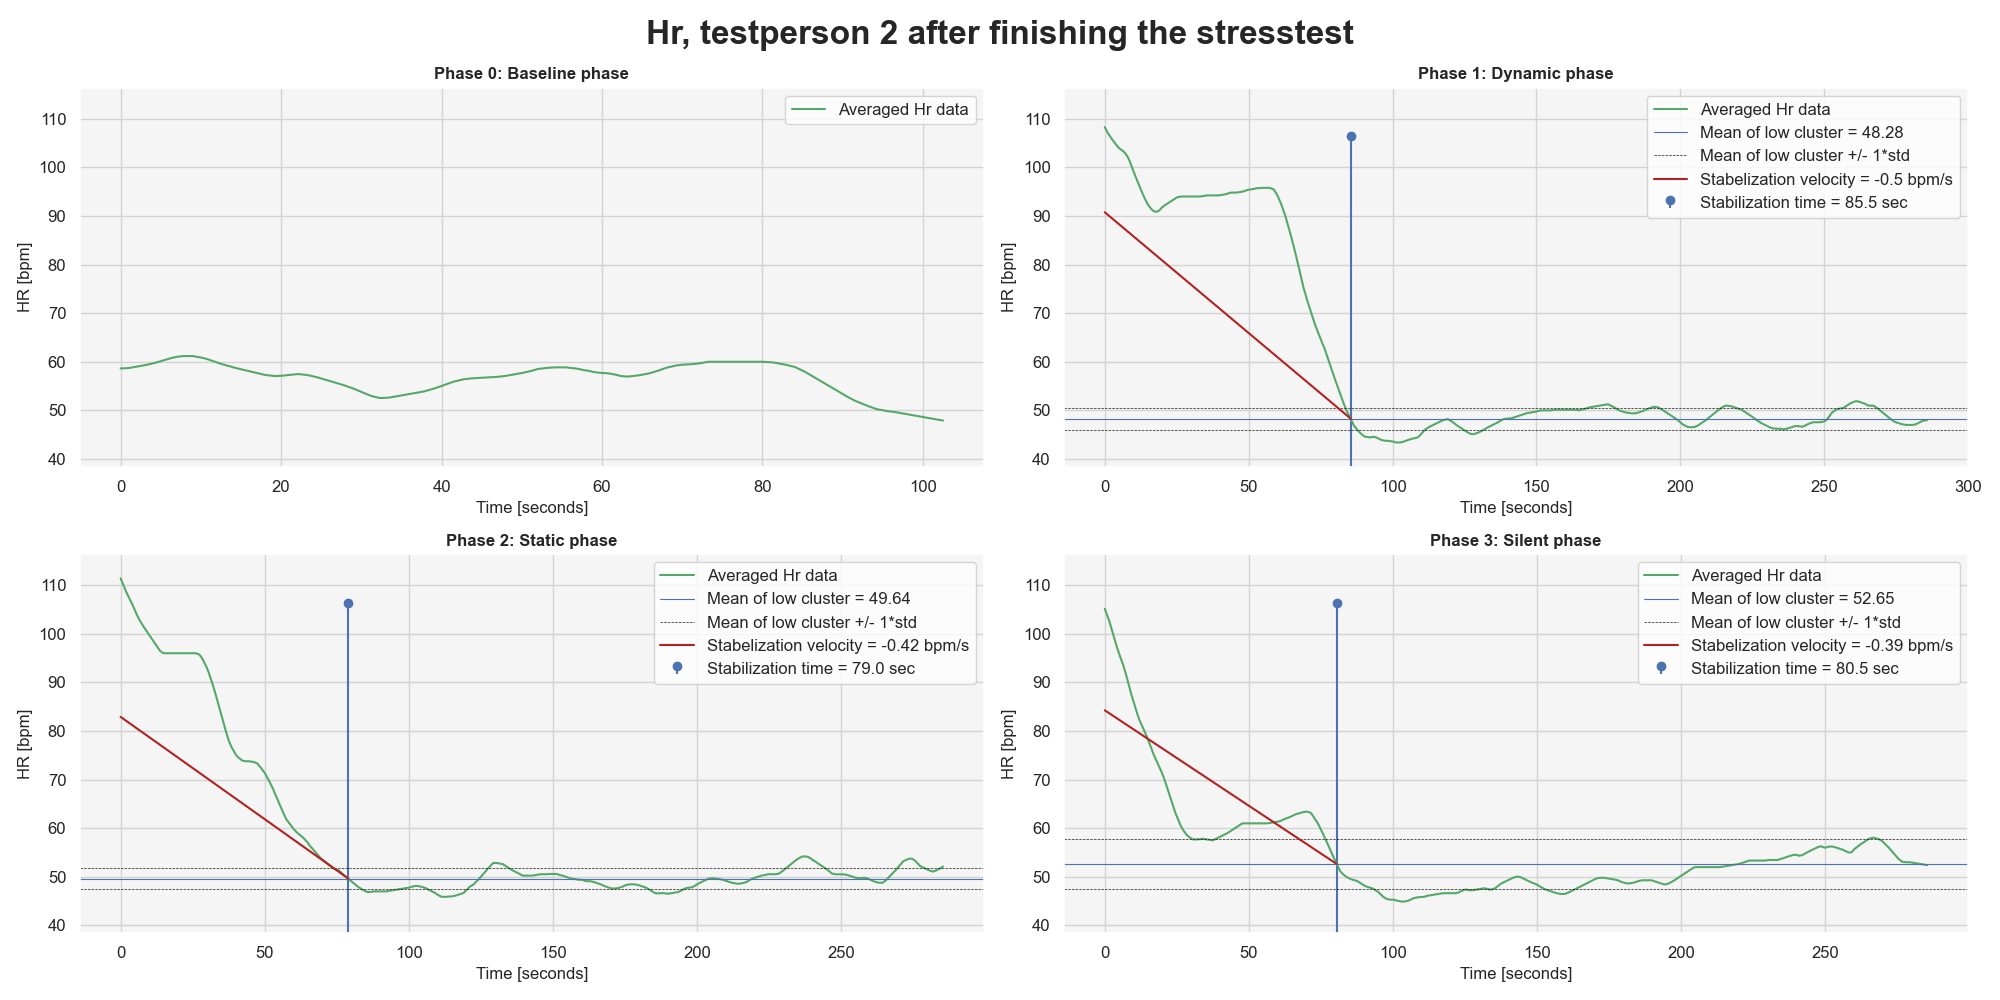 Hr, testperson 2 after finishing the stresstest
Phase 0: Baseline phase
Averaged Hr data
110
100
90
80
70
60
50
40
HR [bpm]
0 20 40 60 80 100
Time [seconds]
Phase 1: Dynamic phase
Averaged Hr data
Mean of low cluster = 48.28
Mean of low cluster +/- 1*std
Stabelization velocity = -0.5 bpm/s
Stabilization time = 85.5 sec
110
100
90
80
70
60
50
40
HR [bpm]
0 50 100 150 200 250 300
Time [seconds]
Phase 2: Static phase
Averaged Hr data
Mean of low cluster = 49.64
Mean of low cluster +/- 1*std
Stabelization velocity = -0.42 bpm/s
Stabilization time = 79.0 sec
110
100
90
80
70
60
50
40
HR [bpm]
0 50 100 150 200 250
Time [seconds]
Phase 3: Silent phase
Averaged Hr data
Mean of low cluster = 52.65
Mean of low cluster +/- 1*std
Stabelization velocity = -0.39 bpm/s
Stabilization time = 80.5 sec
110
100
90
80
70
60
50
40
HR [bpm]
0 50 100 150 200 250
Time [seconds]